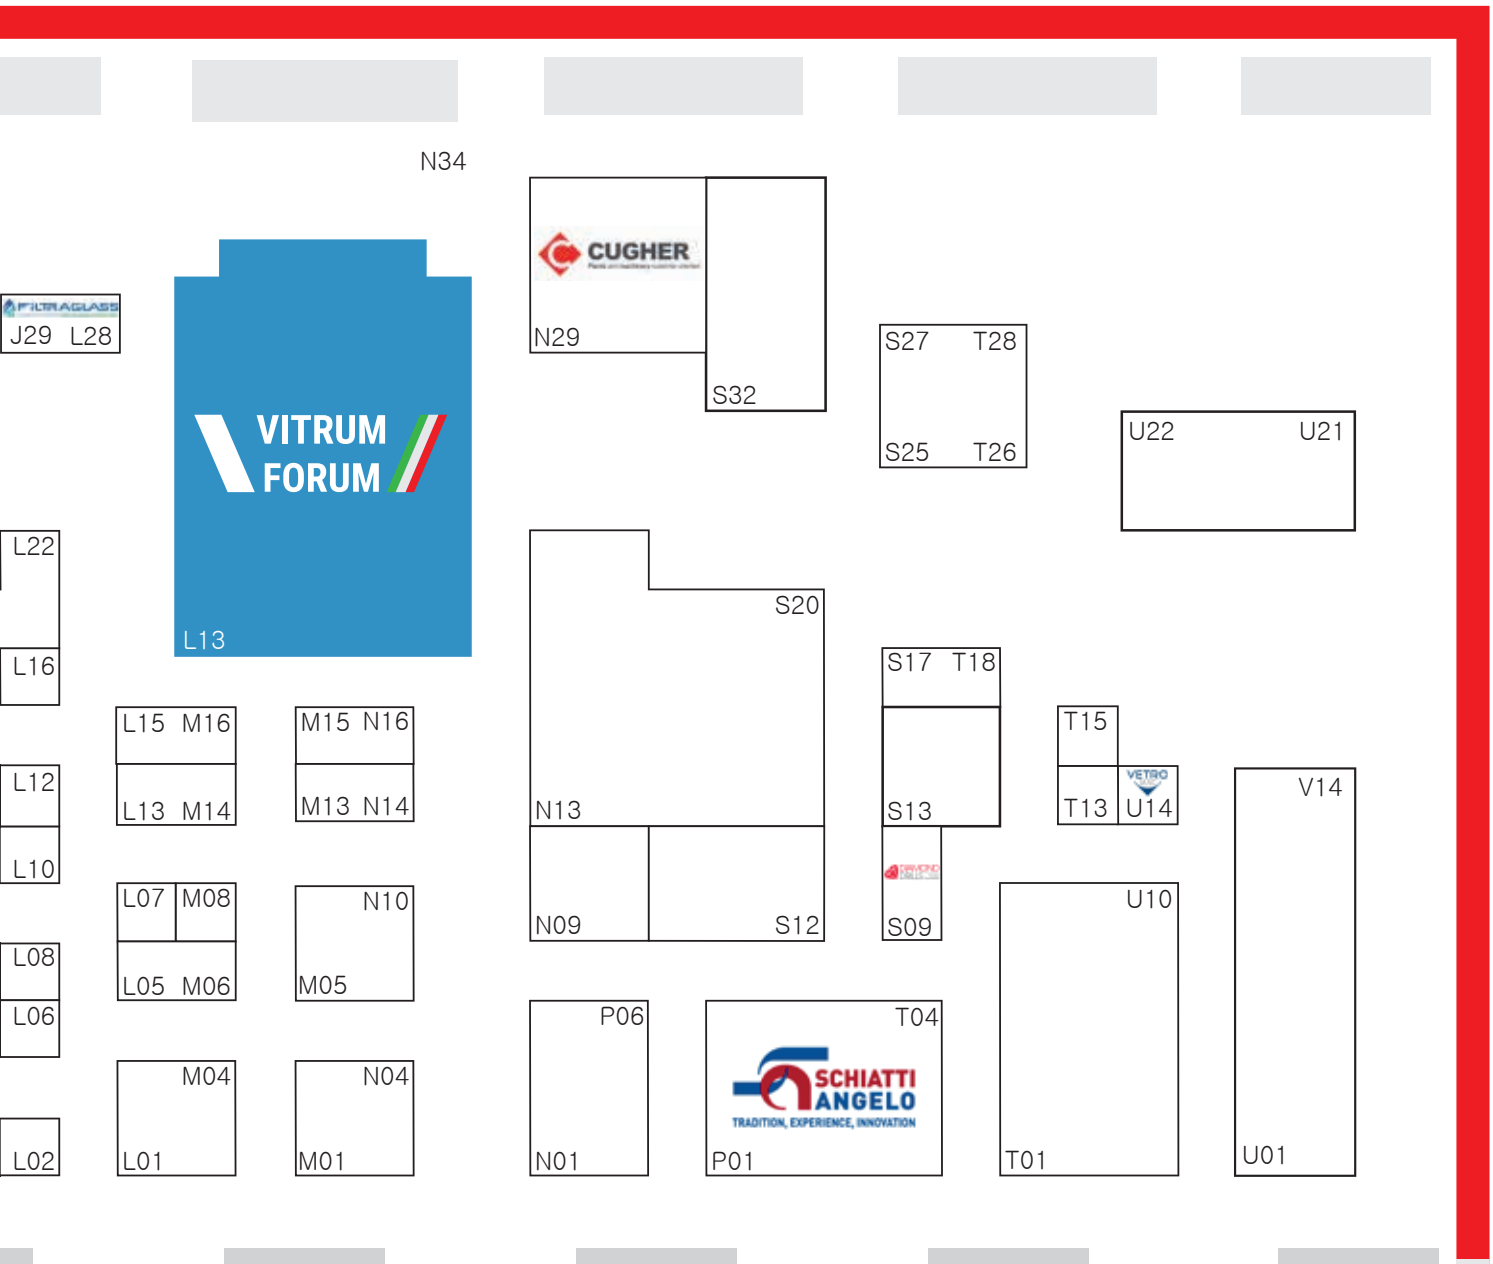 N34
CUGHER
N29
S32
FILTRAGLASS
J29 L28
S27 T28
S25 T26
U22 U21
VITRUM
FORUM
L13
L22
L16
S20
N13
S17 T18
S13
L15 M16
M15 N16
L13 M14
M13 N14
T15
T13
VETRO
U14
V14
L12
L10
L07 M08
L05 M06
N10
M05
N09
S12
DIAMOND
S09
U10
T01
L08
L06
M04
L01
N04
M01
P06
N01
T04
SCHIATTI
ANGELO
TRADITION, EXPERIENCE, INNOVATION
P01
U01
L02